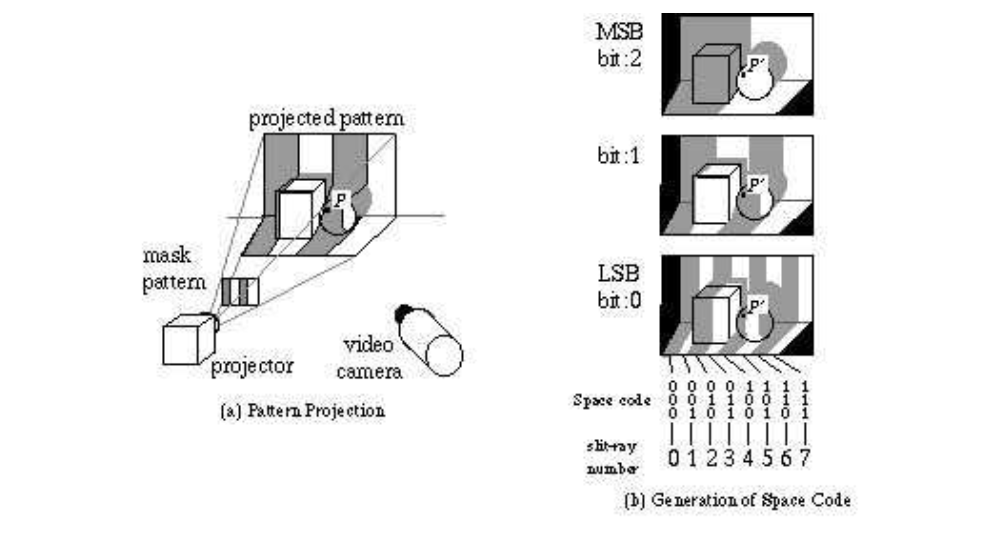 projected pattern
P
mask
pattern
projector
video
camera
(a) Pattern Projection
MSB
bit:2
P'
bit:1
P'
LSB
bit:0
P'
Space code
0 0 0 0 1 1 1 1
0 0 1 1 0 0 1 1
0 1 0 1 0 1 0 1
slit-ray
number
0 1 2 3 4 5 6 7
(b) Generation of Space Code